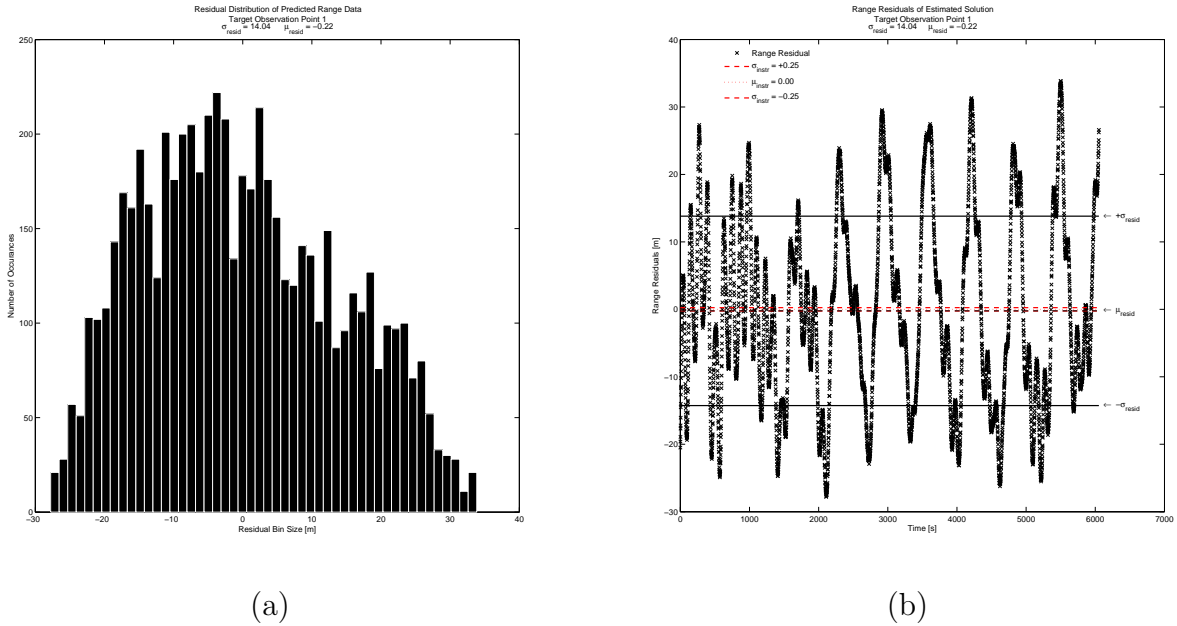 Residual Distribution of Predicted Range Data
Target Observation Point 1
σresid = 14.04 μresid = −0.22
250
200
150
100
50
0
Number of Occurances
−30 −20 −10 0 10 20 30 40
Residual Bin Size [m]
(a)
Range Residuals of Estimated Solution
Target Observation Point 1
σresid = 14.04 μresid = −0.22
40
30
20
10
0
−10
−20
−30
Range Residuals [m]
Range Residual
σinstr = +0.25
μinstr = 0.00
σinstr = −0.25
← +σresid
← μresid
← −σresid
0 1000 2000 3000 4000 5000 6000 7000
Time [s]
(b)